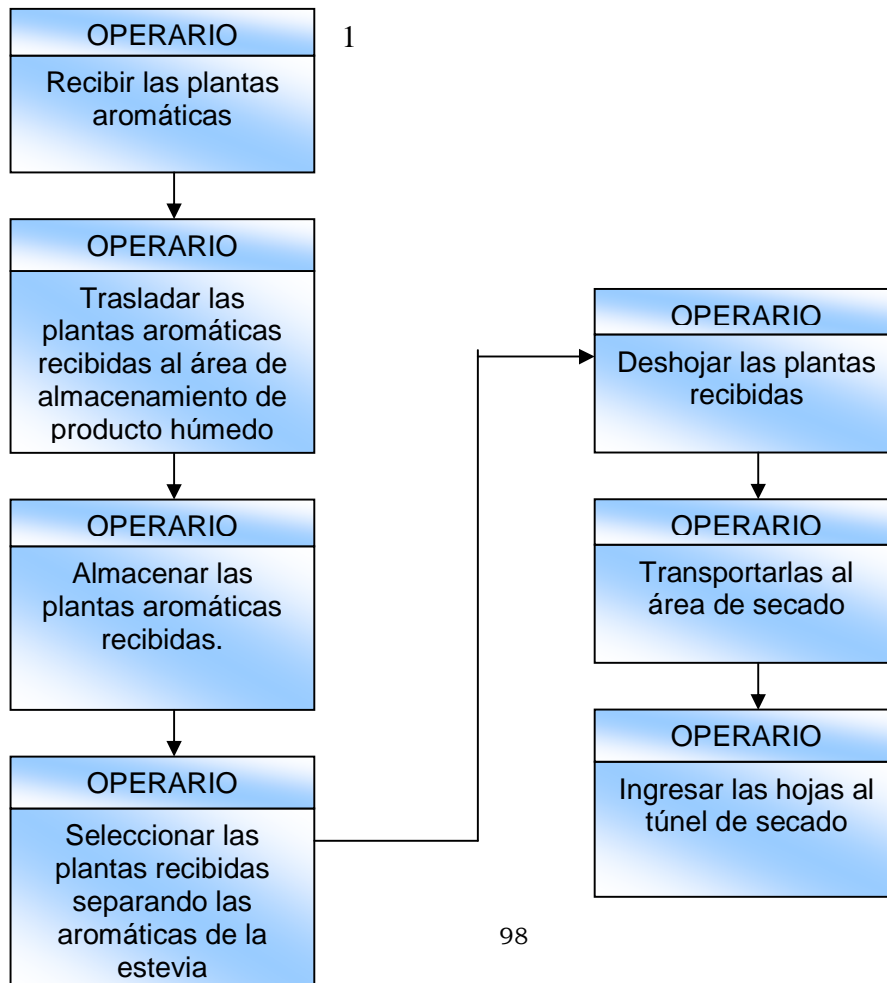 OPERARIO
1
Recibir las plantas
aromáticas
OPERARIO
Trasladar las
plantas aromáticas
recibidas al área de
almacenamiento de
producto húmedo
OPERARIO
Almacenar las
plantas aromáticas
recibidas.
OPERARIO
Seleccionar las
plantas recibidas
separando las
aromáticas de la
estevia
OPERARIO
Deshojar las plantas
recibidas
OPERARIO
Transportarlas al
área de secado
OPERARIO
Ingresar las hojas al
túnel de secado
98